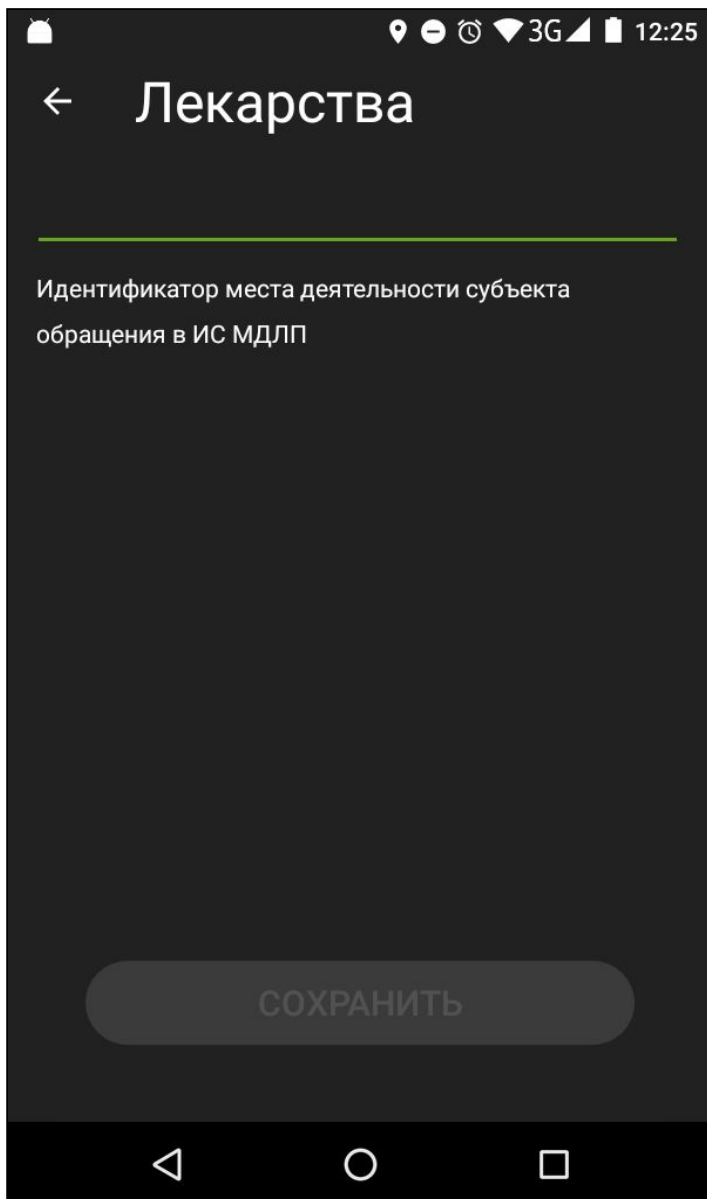 3G 12:25
Лекарства
Идентификатор места деятельности субъекта
обращения в ИС МДЛП
СОХРАНИТЬ